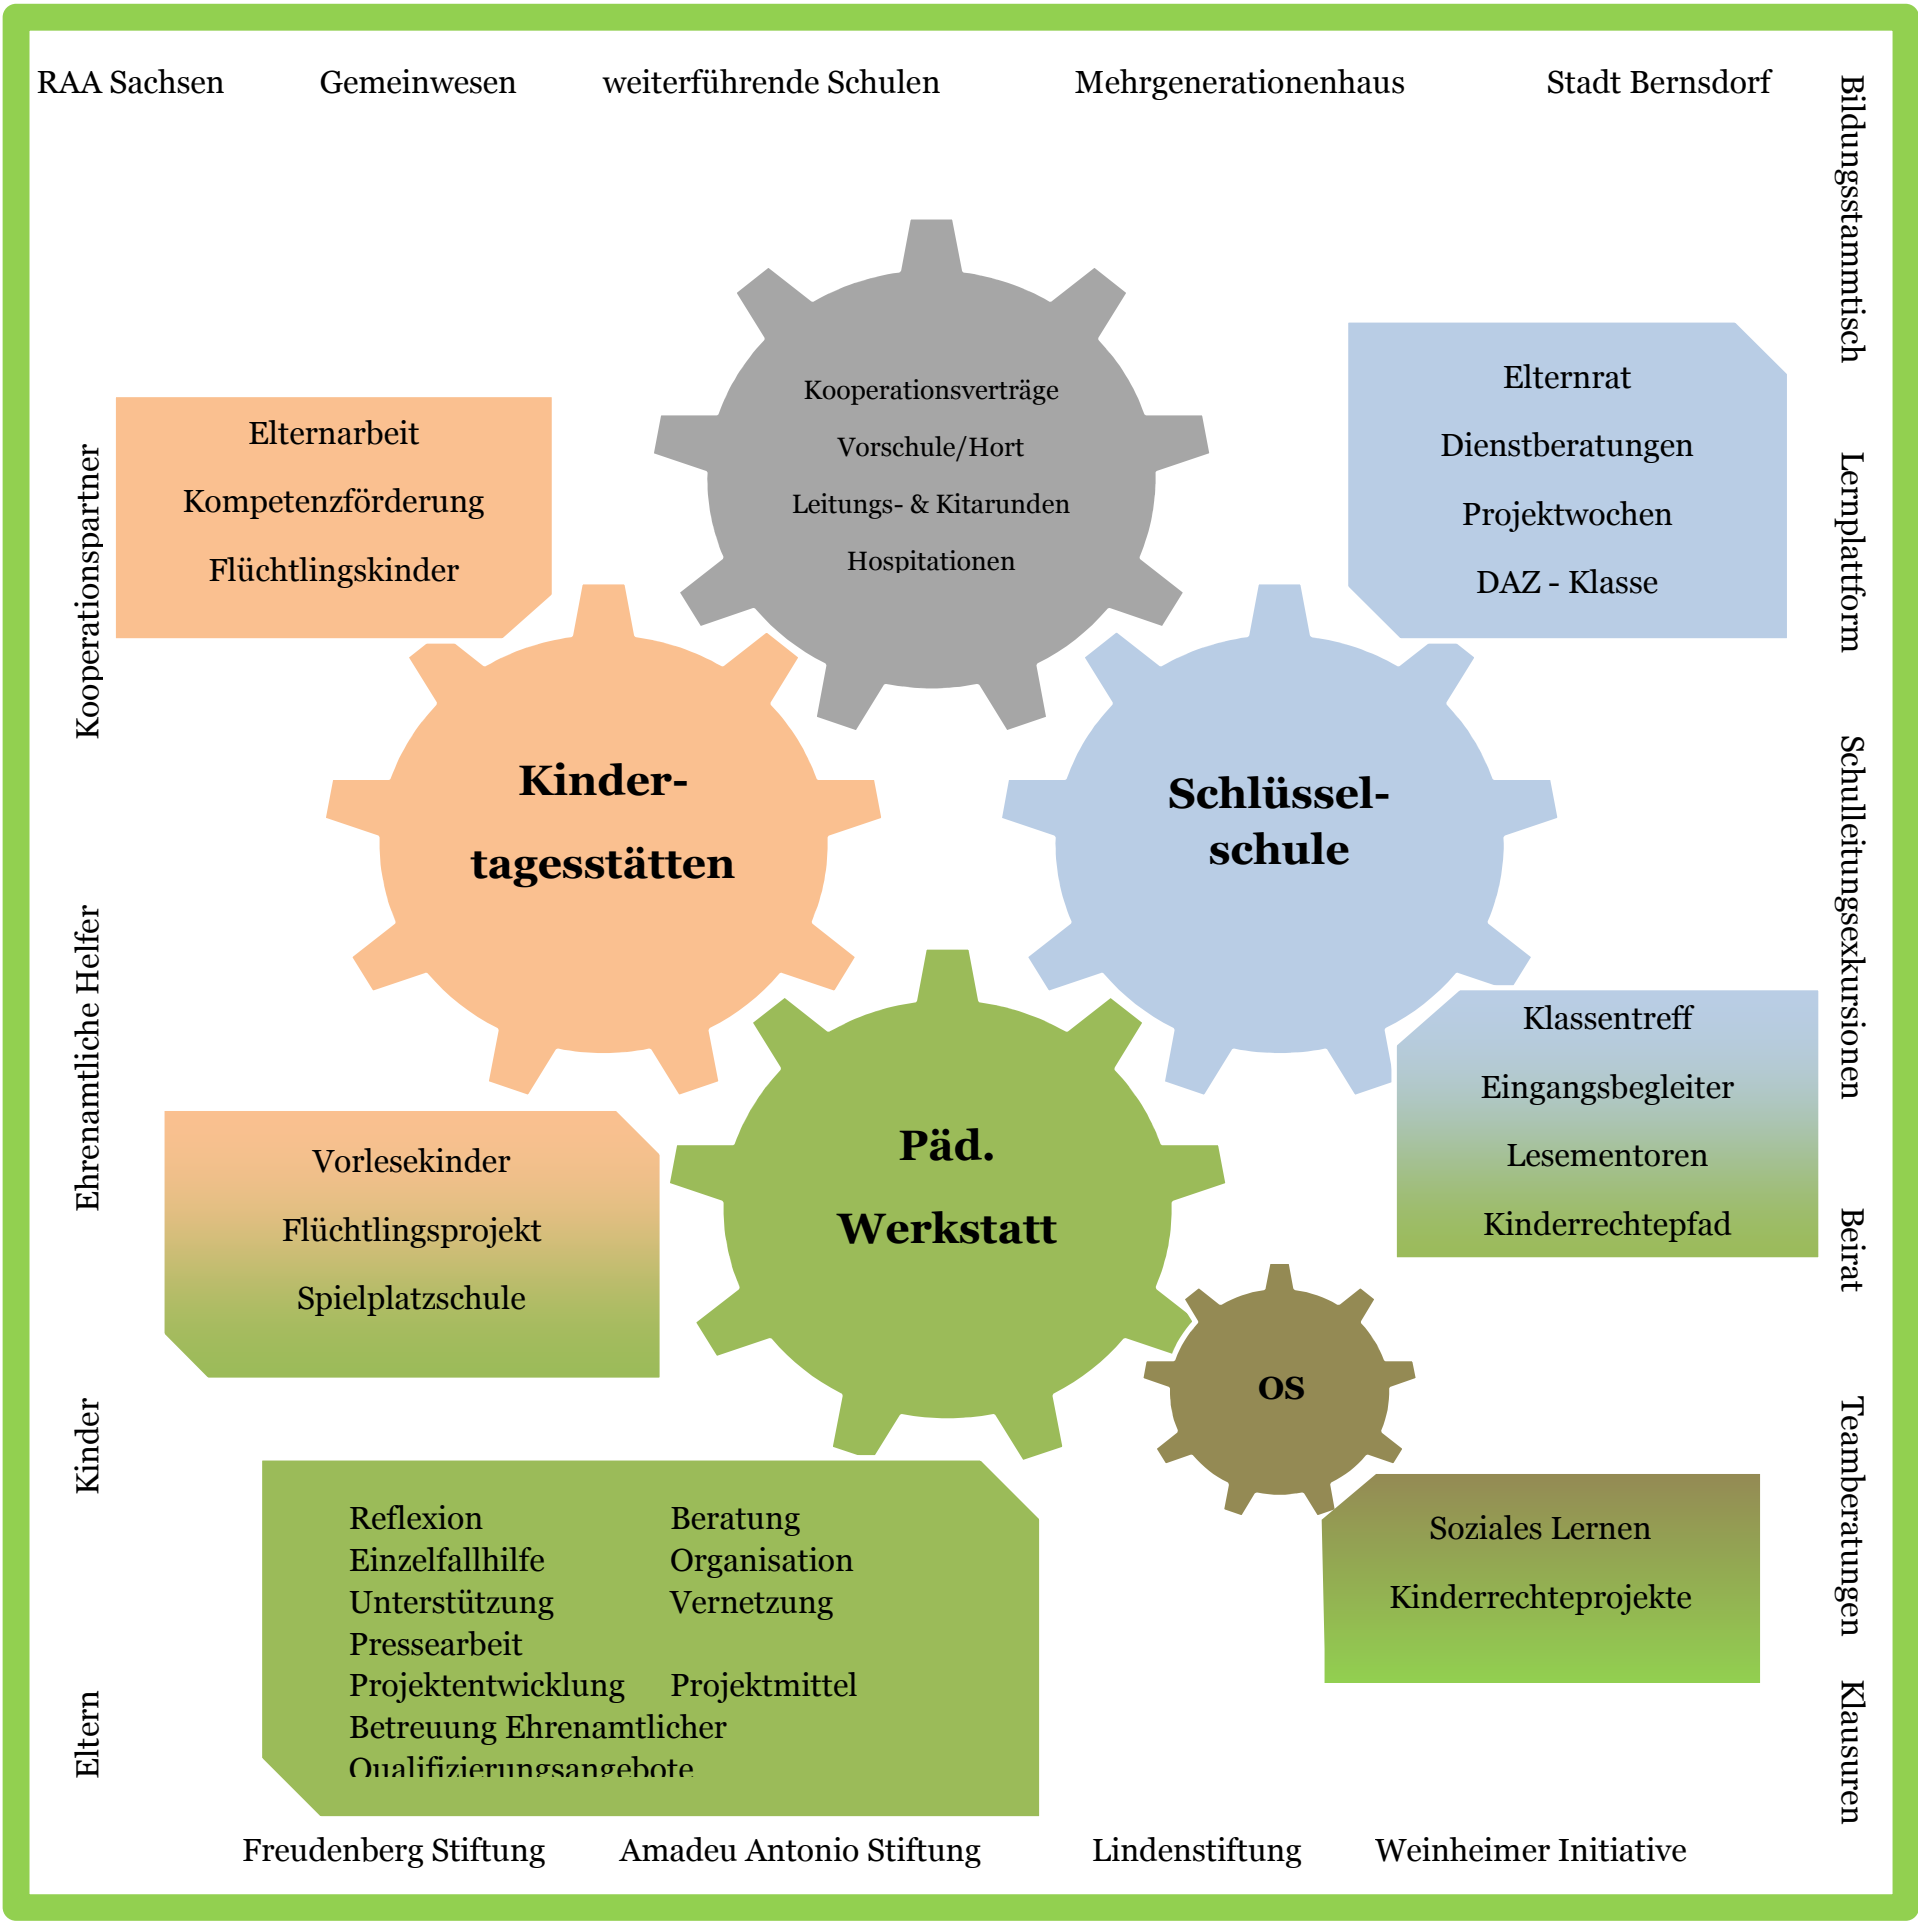 RAA Sachsen Gemeinwesen weiterführende Schulen Mehrgenerationenhaus Stadt Bernsdorf
Kooperationspartner
Ehrenamtliche Helfer
Kinder
Eltern
Elternarbeit
Kompetenzförderung
Flüchtlingskinder
Kooperationsverträge
Vorschule/Hort
Leitungs- & Kitarunden
Hospitationen
Elternrat
Dienstberatungen
Projektwochen
DAZ - Klasse
Kinder-
tagesstätten
Schlüssel-
schule
Päd.
Werkstatt
Klassentreff
Eingangsbegleiter
Lesementoren
Kinderrechtepfad
Vorlesekinder
Flüchtlingsprojekt
Spielplatzschule
OS
Soziales Lernen
Kinderrechteprojekte
Reflexion Beratung
Einzelfallhilfe Organisation
Unterstützung Vernetzung
Pressearbeit
Projektentwicklung Projektmittel
Betreuung Ehrenamtlicher
Qualifizierungsangebote
Bildungsstammtisch
Lernplattform
Schulleitungsexkursionen
Beirat
Teamberatungen
Klausuren
Freudenberg Stiftung Amadeu Antonio Stiftung Lindenstiftung Weinheimer Initiative